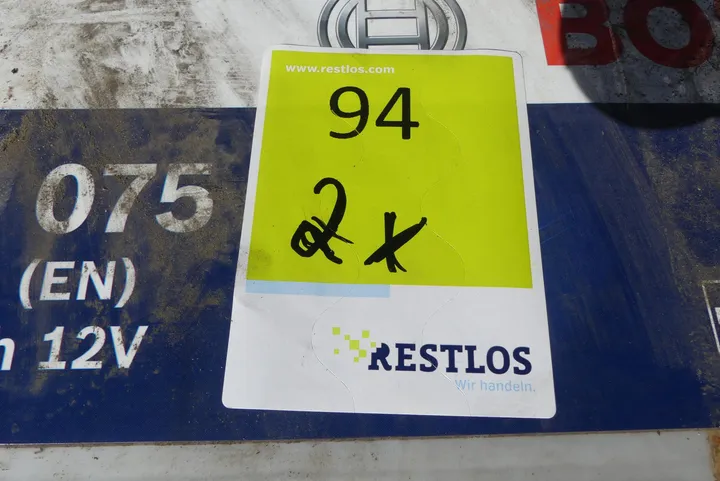 BO
www.restlos.com
94
2x
075
(EN)
h 12V
RESTLOS
Wir handeln.